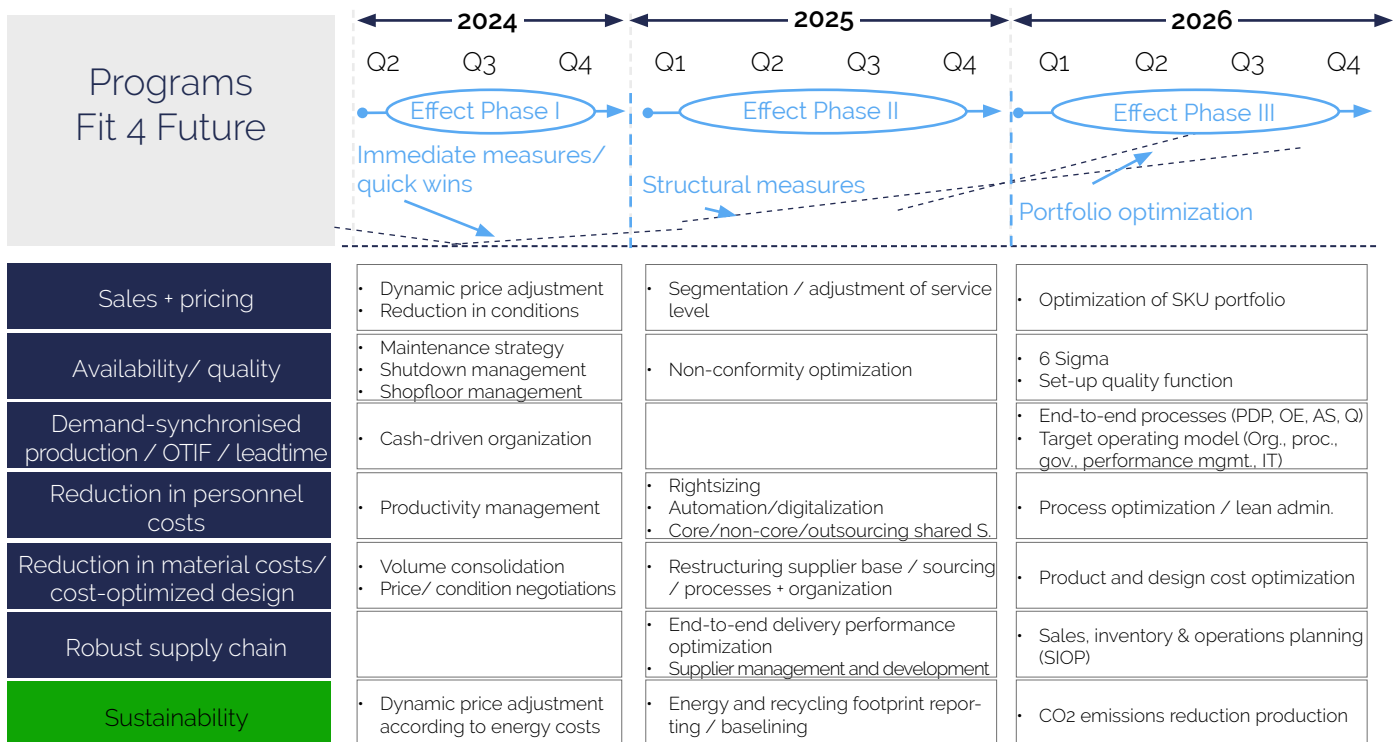 Programs
Fit 4 Future
2024
2025
2026
Q2 Q3 Q4
Q1 Q2 Q3 Q4
Q1 Q2 Q3 Q4
Effect Phase I
Effect Phase II
Effect Phase III
Immediate measures/
quick wins
Structural measures
Portfolio optimization
Sales + pricing
• Dynamic price adjustment
• Reduction in conditions
• Segmentation / adjustment of service
level
• Optimization of SKU portfolio
Availability/ quality
• Maintenance strategy
• Shutdown management
• Shopfloor management
• Non-conformity optimization
• 6 Sigma
• Set-up quality function
Demand-synchronised
production / OTIF / leadtime
• Cash-driven organization
• End-to-end processes (PDP, OE, AS, Q)
• Target operating model (Org., proc.,
gov., performance mgmt., IT)
Reduction in personnel
costs
• Productivity management
• Rightsizing
• Automation/digitalization
• Core/non-core/outsourcing shared S.
• Process optimization / lean admin.
Reduction in material costs/
cost-optimized design
• Volume consolidation
• Price/ condition negotiations
• Restructuring supplier base / sourcing
/ processes + organization
• Product and design cost optimization
Robust supply chain
• End-to-end delivery performance
optimization
• Supplier management and development
• Sales, inventory & operations planning
(SIOP)
Sustainability
• Dynamic price adjustment
according to energy costs
• Energy and recycling footprint repor-
ting / baselining
• CO2 emissions reduction production